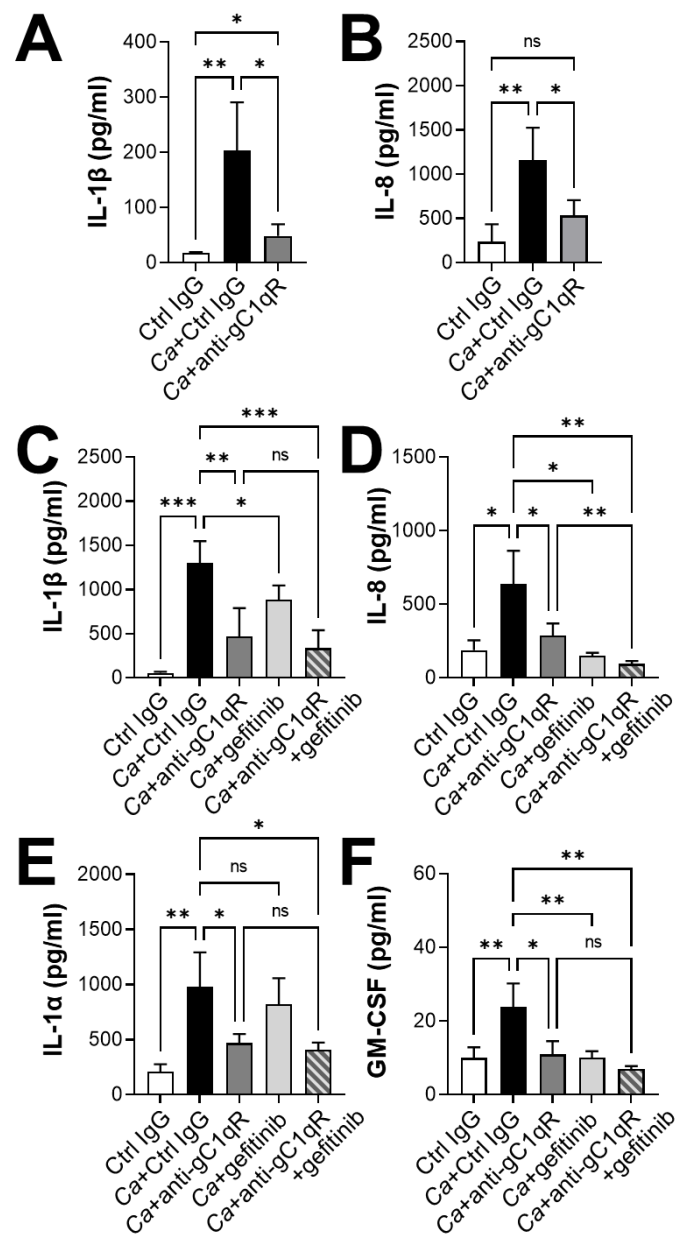 A
IL-1β (pg/ml)
400
300
200
100
0
*
** *
Ctrl IgG
Ca+Ctrl IgG
Ca+anti-gC1qR
B
IL-8 (pg/ml)
2500
2000
1500
1000
500
0
ns
** *
Ctrl IgG
Ca+Ctrl IgG
Ca+anti-gC1qR
C
IL-1β (pg/ml)
2500
2000
1500
1000
500
0
***
** ns
*** *
Ctrl IgG
Ca+Ctrl IgG
Ca+anti-gC1qR
Ca+gefitinib
Ca+anti-gC1qR
+gefitinib
D
IL-8 (pg/ml)
1500
1000
500
0
**
*
* * **
Ctrl IgG
Ca+Ctrl IgG
Ca+anti-gC1qR
Ca+gefitinib
Ca+anti-gC1qR
+gefitinib
E
IL-1α (pg/ml)
2000
1500
1000
500
0
*
ns
** * ns
Ctrl IgG
Ca+Ctrl IgG
Ca+anti-gC1qR
Ca+gefitinib
Ca+anti-gC1qR
+gefitinib
F
GM-CSF (pg/ml)
60
40
20
0
**
**
** * ns
Ctrl IgG
Ca+Ctrl IgG
Ca+anti-gC1qR
Ca+gefitinib
Ca+anti-gC1qR
+gefitinib